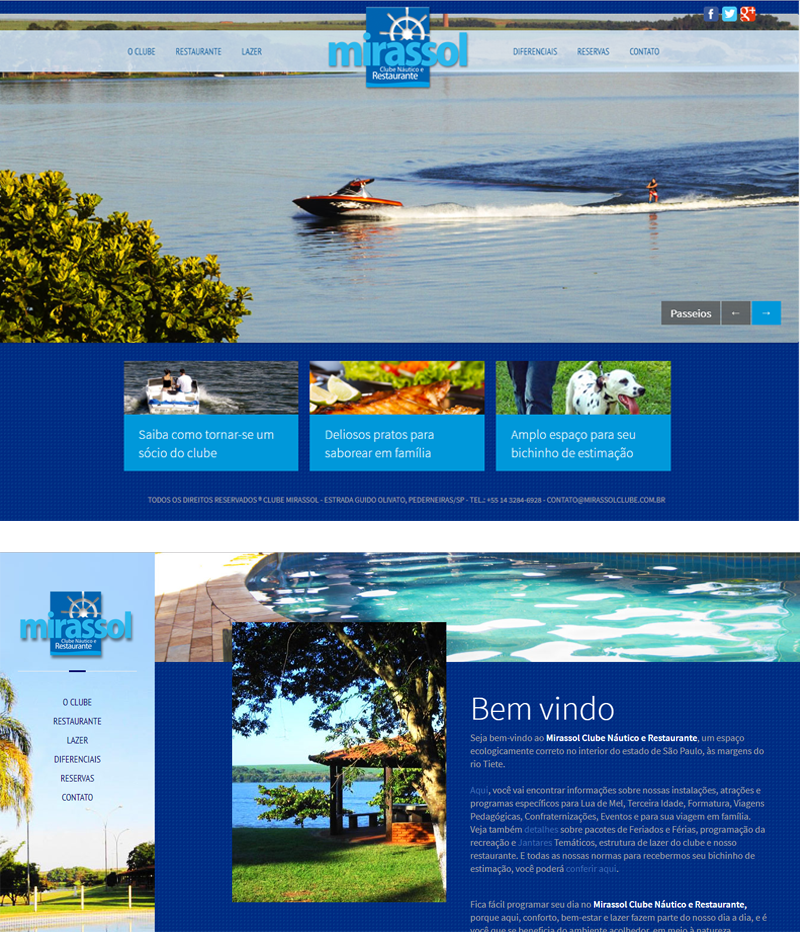 O CLUBE
RESTAURANTE
LAZER
mirassol
Clube Náutico e
Restaurante
DIFERENCIAIS
RESERVAS
CONTATO
Passeios
← →
Saiba como tornar-se um
sócio do clube
Deliosos pratos para
saborear em família
Amplo espaço para seu
bichinho de estimação
TODOS OS DIREITOS RESERVADOS ® CLUBE MIRASSOL - ESTRADA GUIDO OLIVATO, PEDERNEIRAS/SP - TEL.: +55 14 3284-6928 - CONTATO@MIRASSOLCLUBE.COM.BR
mirassol
Clube Náutico e
Restaurante
O CLUBE
RESTAURANTE
LAZER
DIFERENCIAIS
RESERVAS
CONTATO
Bem vindo
Seja bem-vindo ao Mirassol Clube Náutico e Restaurante, um espaço
ecologicamente correto no interior do estado de São Paulo, às margens do
rio Tiete.
Aqui, você vai encontrar informações sobre nossas instalações, atrações e
programas específicos para Lua de Mel, Terceira Idade, Formatura, Viagens
Pedagógicas, Confraternizações, Eventos e para sua viagem em família.
Veja também detalhes sobre pacotes de Feriados e Férias, programação da
recreação e Jantares Temáticos, estrutura de lazer do clube e nosso
restaurante. E todas as nossas normas para recebermos seu bichinho de
estimação, você poderá conferir aqui.
Fica fácil programar seu dia no Mirassol Clube Náutico e Restaurante,
porque aqui, conforto, bem-estar e lazer fazem parte do nosso dia a dia, e é
você que se beneficia do ambiente acolhedor, em meio à natureza